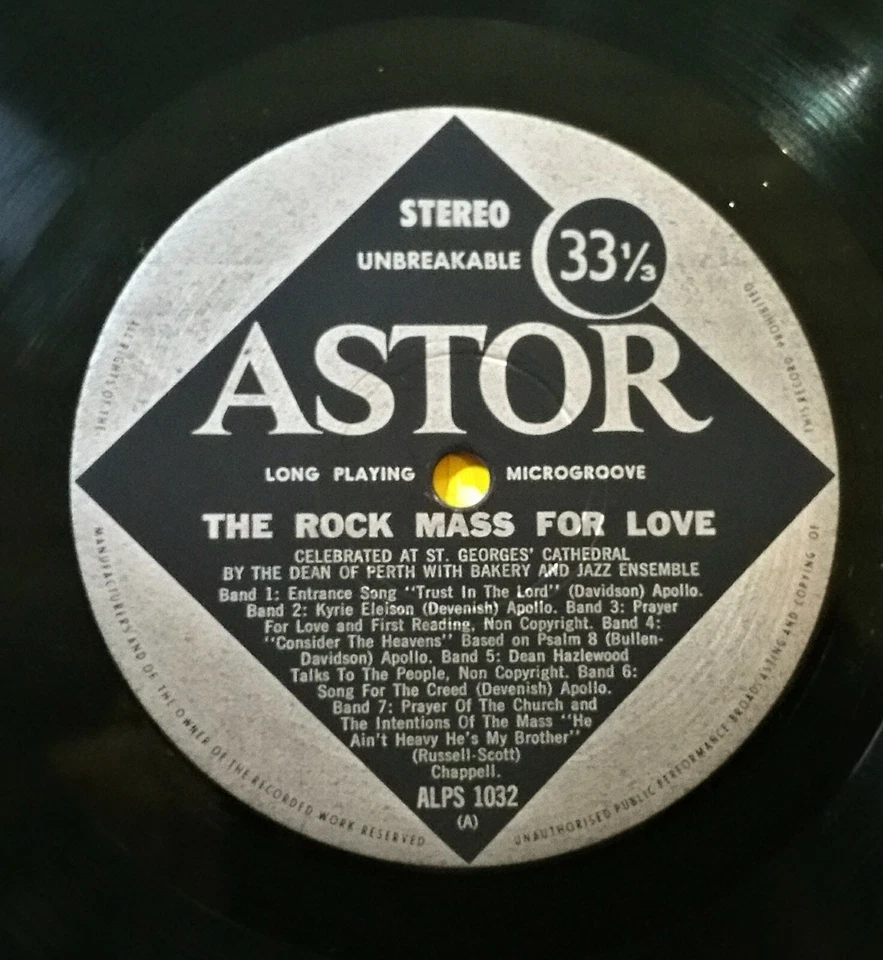 STEREO
UNBREAKABLE
33⅓
ASTOR
LONG PLAYING MICROGROOVE
THE ROCK MASS FOR LOVE
CELEBRATED AT ST. GEORGES' CATHEDRAL
BY THE DEAN OF PERTH WITH BAKERY AND JAZZ ENSEMBLE
Band 1: Entrance Song "Trust In The Lord" (Davidson) Apollo.
Band 2: Kyrie Eleison (Devenish) Apollo. Band 3: Prayer
For Love and First Reading, Non Copyright. Band 4:
"Consider The Heavens" Based on Psalm 8 (Bullen-
Davidson) Apollo. Band 5: Dean Hazlewood
Talks To The People, Non Copyright. Band 6:
Song For The Creed (Devenish) Apollo.
Band 7: Prayer Of The Church and
The Intentions Of The Mass "He
Ain't Heavy He's My Brother"
(Russell-Scott)
Chappell.
ALPS 1032
(A)
ALL RIGHTS OF THE
MANUFACTURERS AND OF THE OWNER OF THE RECORDED WORK RESERVED
UNAUTHORISED PUBLIC PERFORMANCE BROADCASTING AND COPYING OF
THIS RECORD PROHIBITED